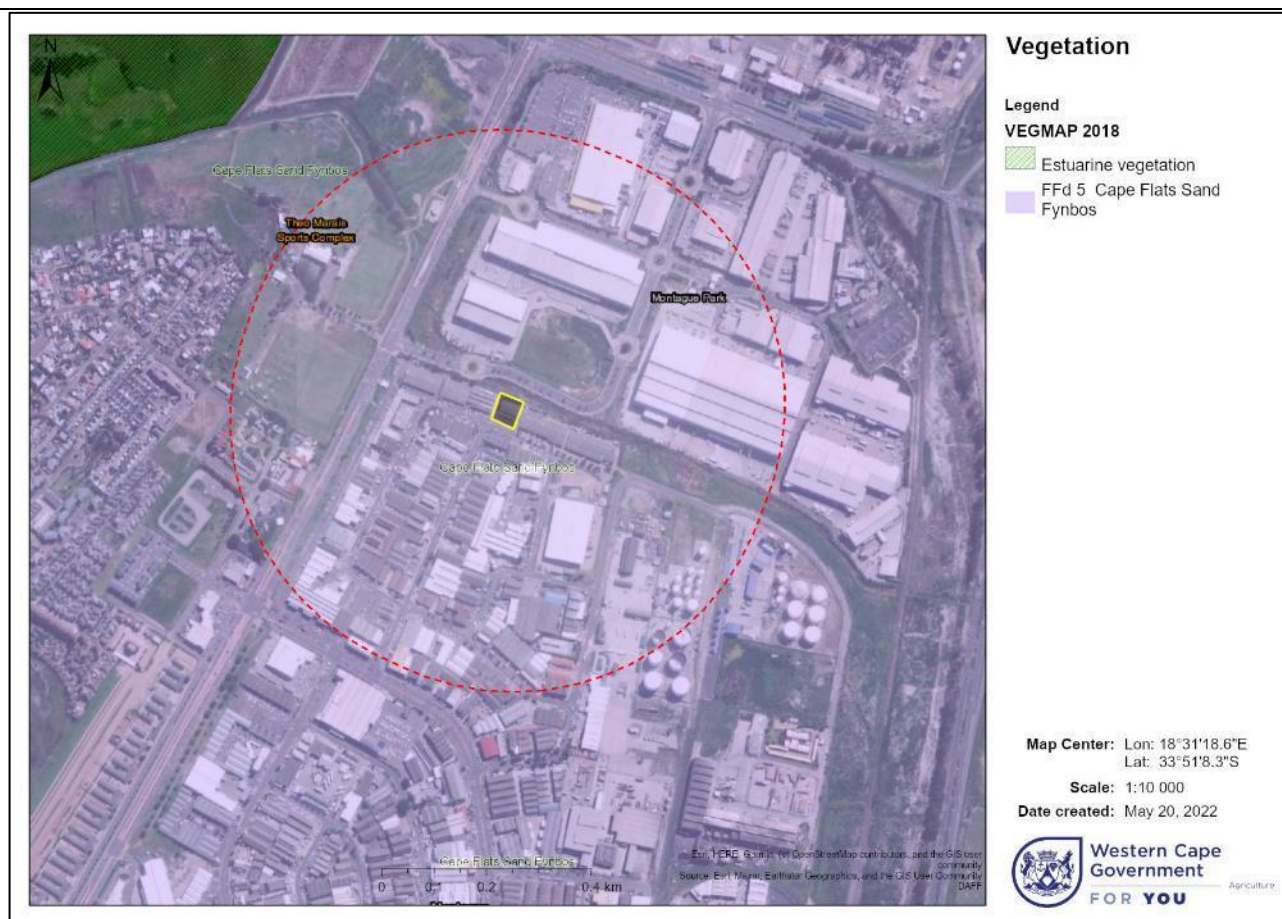 Vegetation
Legend
VEGMAP 2018
Estuarine vegetation
FFd 5 Cape Flats Sand
Fynbos
N
Cape Flats Sand Fynbos
Theo Marais
Sports Complex
Montague Park
Cape Flats Sand Fynbos
Cape Flats Sand Fynbos
0 0,1 0,2 0,4 km
Esri, HERE, Garmin, (c) OpenStreetMap contributors, and the GIS user
community
Source: Esri, Maxar, Earthstar Geographics, and the GIS User Community
DAFF
Map Center: Lon: 18°31'18.6"E
Lat: 33°51'8.3"S
Scale: 1:10 000
Date created: May 20, 2022
Western Cape
Government
Agriculture
FOR YOU